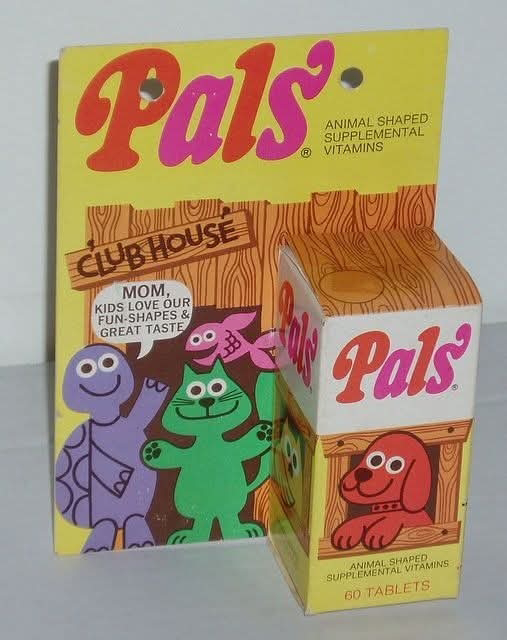 Pals®
ANIMAL SHAPED
SUPPLEMENTAL
VITAMINS
CLUB HOUSE
MOM,
KIDS LOVE OUR
FUN-SHAPES &
GREAT TASTE
Pals
Pals®
ANIMAL SHAPED
SUPPLEMENTAL VITAMINS
60 TABLETS